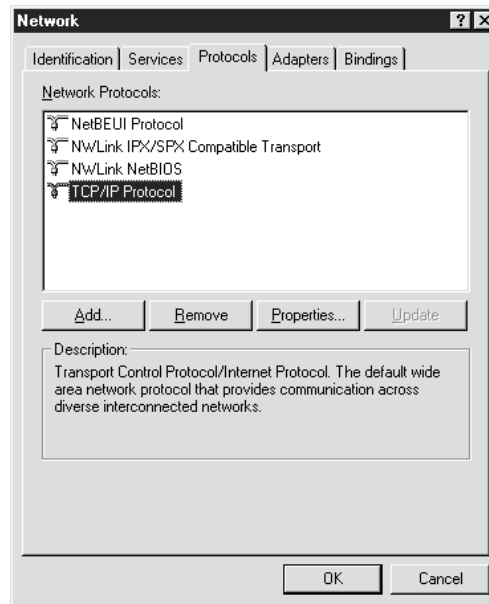 Network
Identification Services Protocols Adapters Bindings
Network Protocols:
NetBEUI Protocol
NWLink IPX/SPX Compatible Transport
NWLink NetBIOS
TCP/IP Protocol
Add... Remove Properties... Update
Description:
Transport Control Protocol/Internet Protocol. The default wide
area network protocol that provides communication across
diverse interconnected networks.
OK Cancel